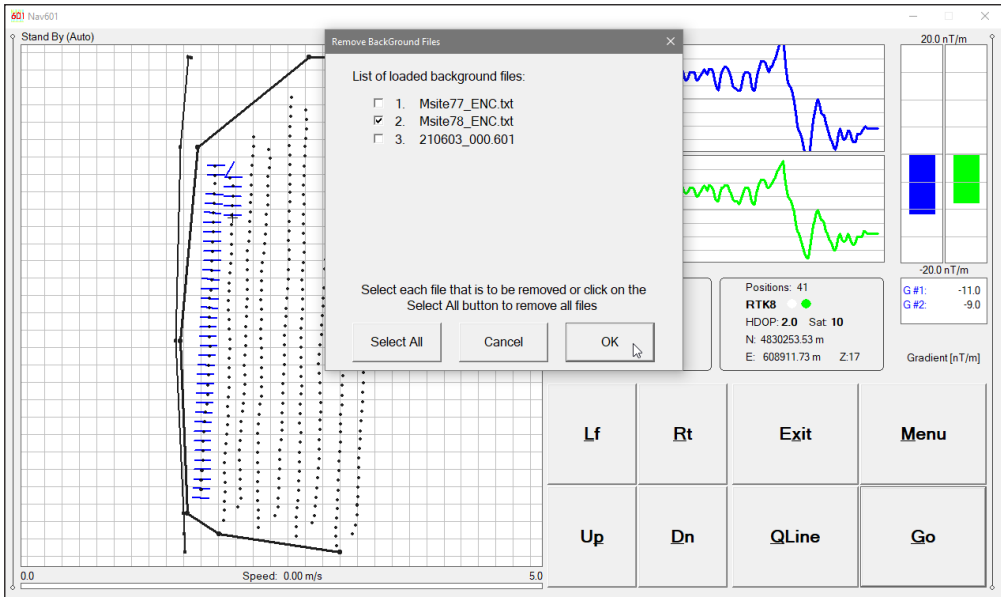 601 Nav601
Stand By (Auto)
Remove BackGround Files
List of loaded background files:
1. Msite77_ENC.txt
2. Msite78_ENC.txt
3. 210603_000.601
Select each file that is to be removed or click on the
Select All button to remove all files
Select All Cancel OK
20.0 nT/m
-20.0 nT/m
Positions: 41
RTK8
HDOP: 2.0 Sat: 10
N: 4830253.53 m
E: 608911.73 m Z:17
G #1: -11.0
G #2: -9.0
Gradient [nT/m]
Lf Rt Exit Menu
Up Dn QLine Go
0.0 Speed: 0.00 m/s 5.0